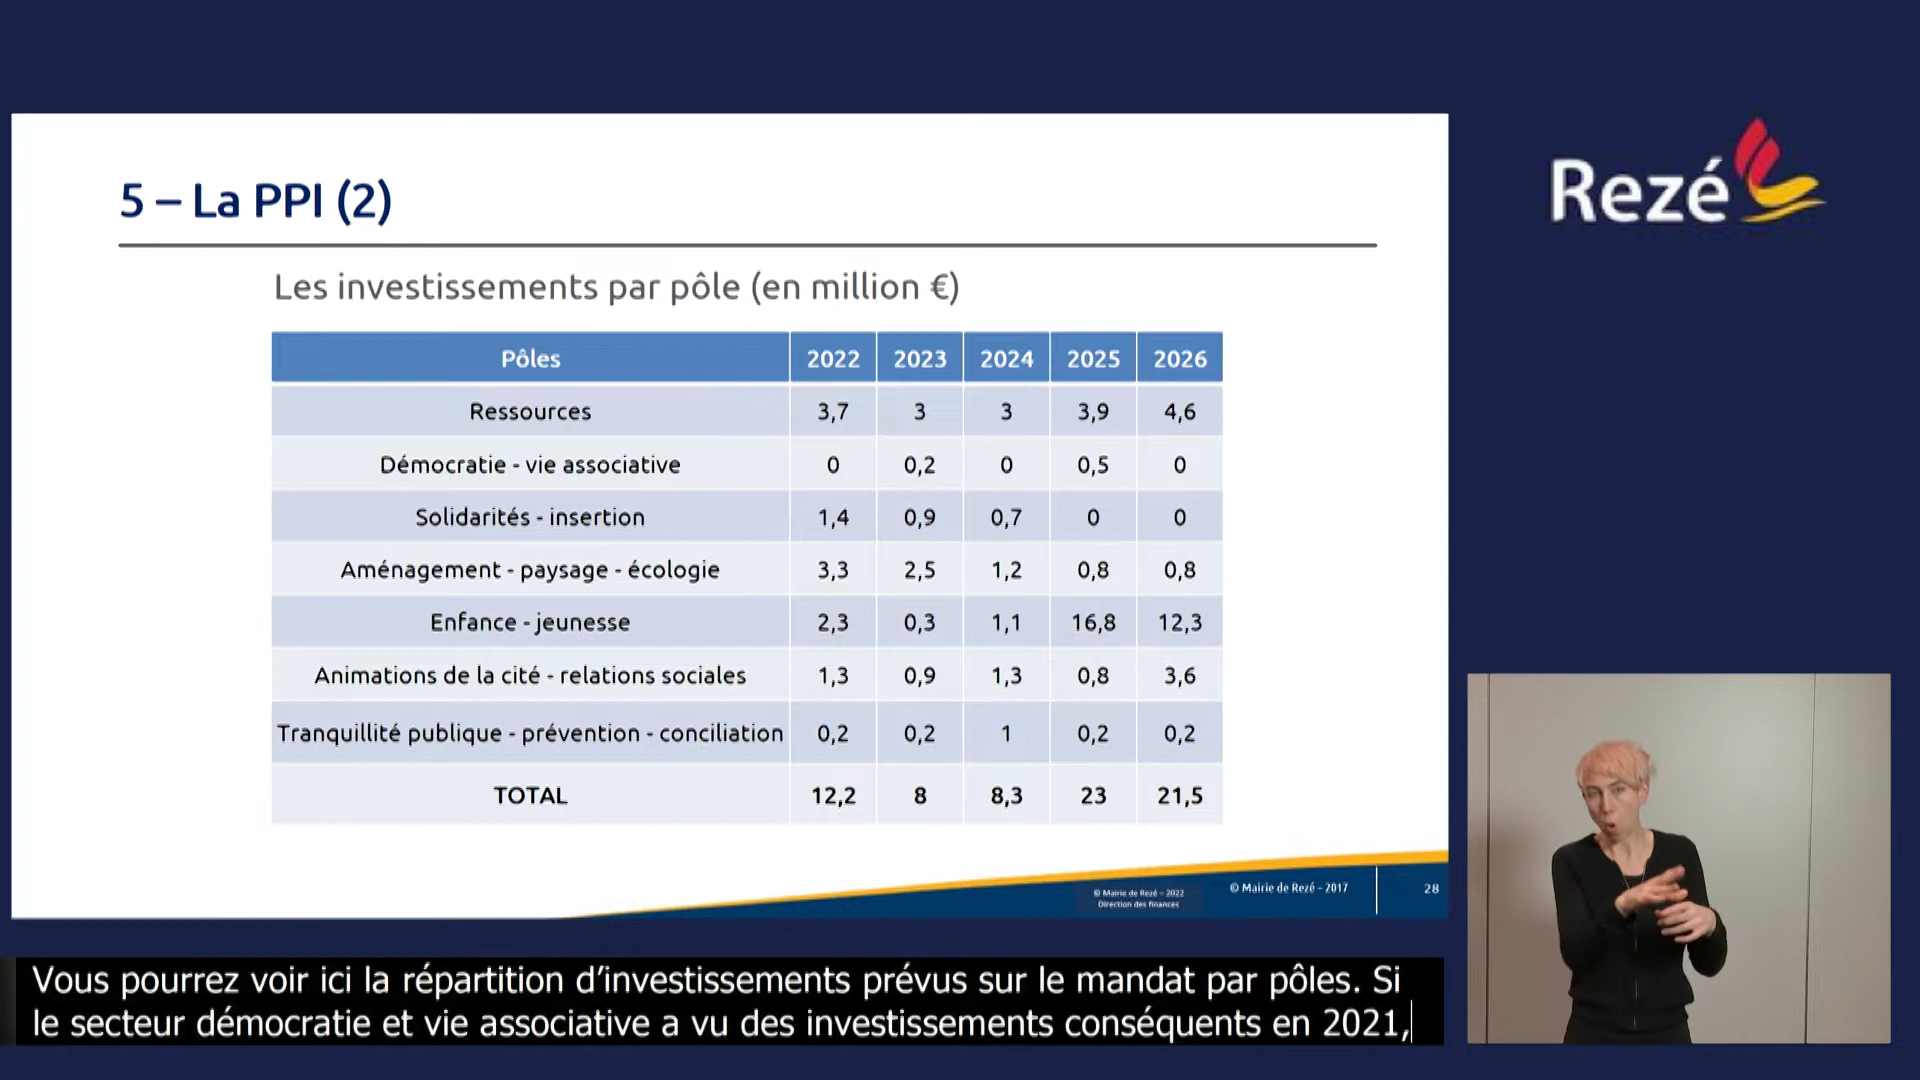 5 – La PPI (2)
Rezé
Les investissements par pôle (en million €)
Pôles 2022 2023 2024 2025 2026
Ressources 3,7 3 3 3,9 4,6
Démocratie - vie associative 0 0,2 0 0,5 0
Solidarités - insertion 1,4 0,9 0,7 0 0
Aménagement - paysage - écologie 3,3 2,5 1,2 0,8 0,8
Enfance - jeunesse 2,3 0,3 1,1 16,8 12,3
Animations de la cité - relations sociales 1,3 0,9 1,3 0,8 3,6
Tranquillité publique - prévention - conciliation 0,2 0,2 1 0,2 0,2
TOTAL 12,2 8 8,3 23 21,5
© Mairie de Rezé – 2022
Direction des finances
© Mairie de Rezé – 2017
28
Vous pourrez voir ici la répartition d’investissements prévus sur le mandat par pôles. Si
le secteur démocratie et vie associative a vu des investissements conséquents en 2021,